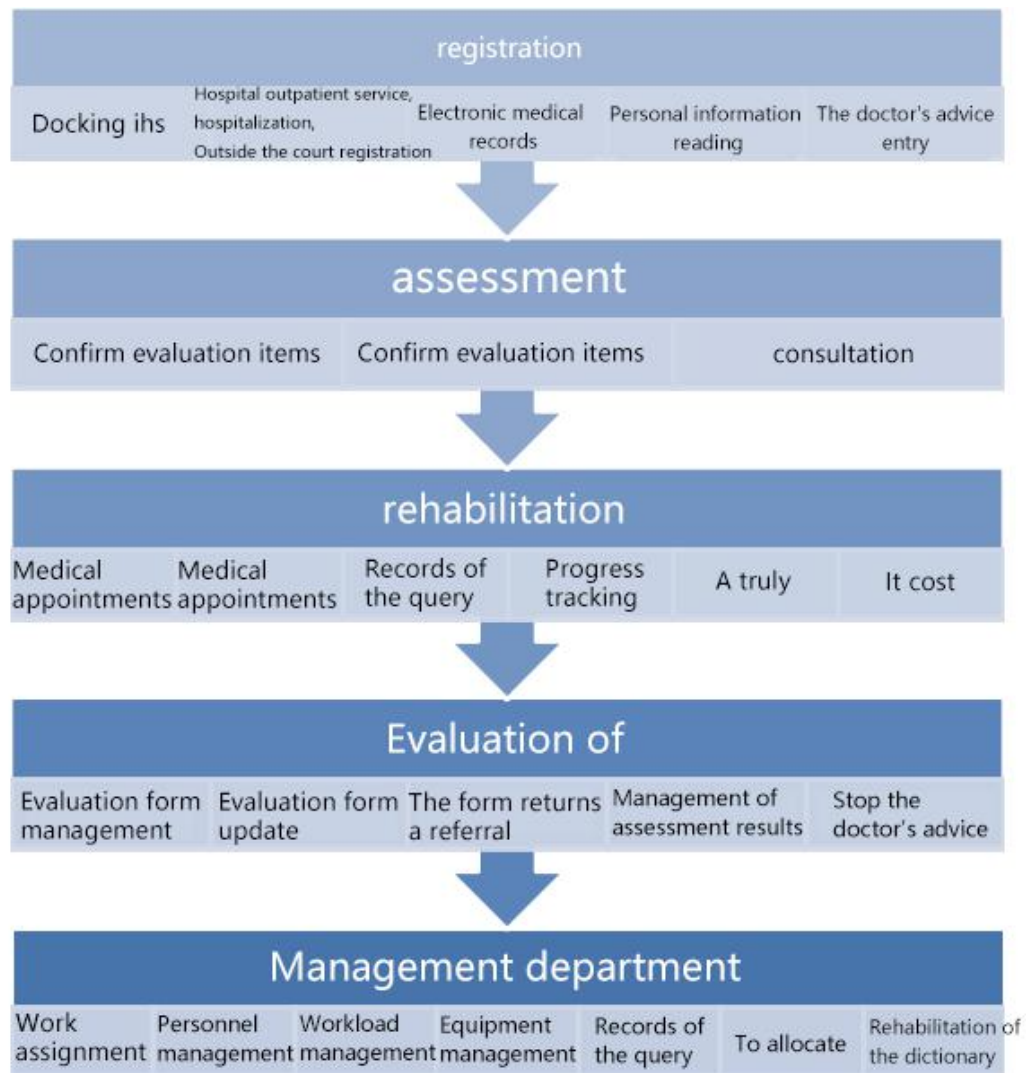 registration
Docking ihs
Hospital outpatient service,
hospitalization,
Outside the court registration
Electronic medical
records
Personal information
reading
The doctor's advice
entry
assessment
Confirm evaluation items
Confirm evaluation items
consultation
rehabilitation
Medical
appointments
Medical
appointments
Records of
the query
Progress
tracking
A truly
It cost
Evaluation of
Evaluation form
management
Evaluation form
update
The form returns
a referral
Management of
assessment results
Stop the
doctor's advice
Management department
Work
assignment
Personnel
management
Workload
management
Equipment
management
Records of
the query
To allocate
Rehabilitation of
the dictionary